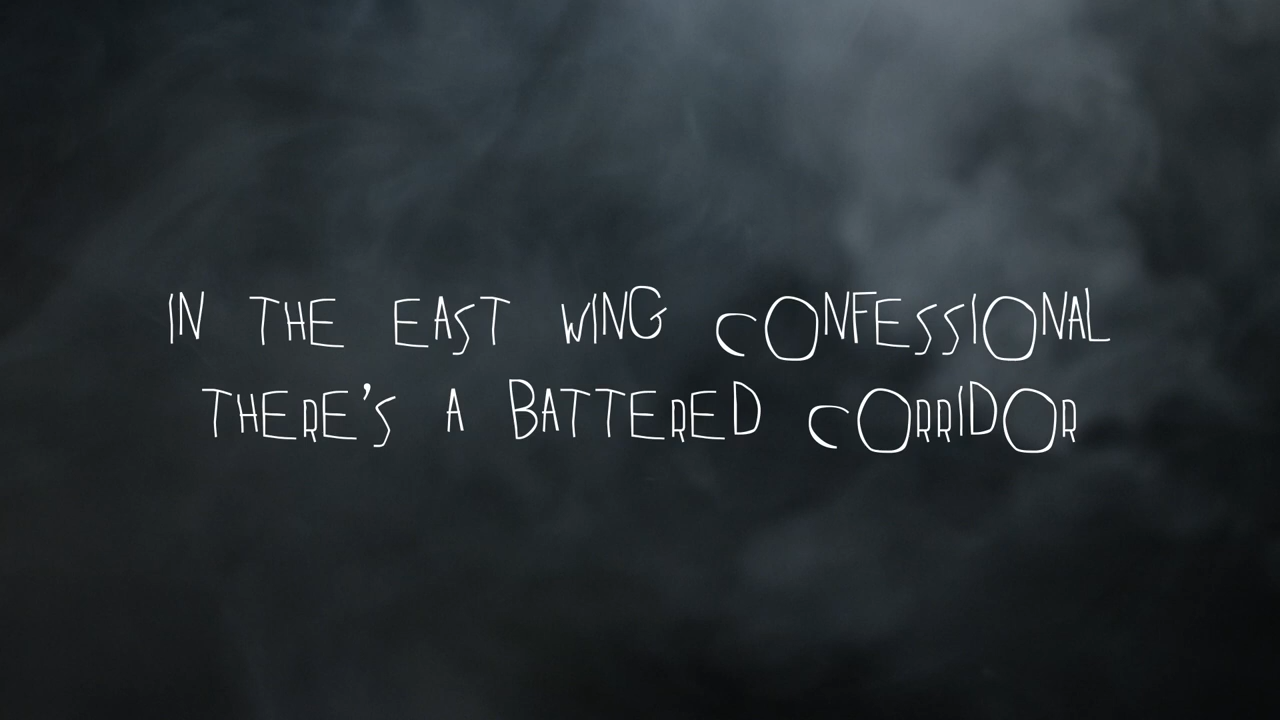 IN THE EAST WING CONFESSIONAL
THERE'S A BATTERED CORRIDOR